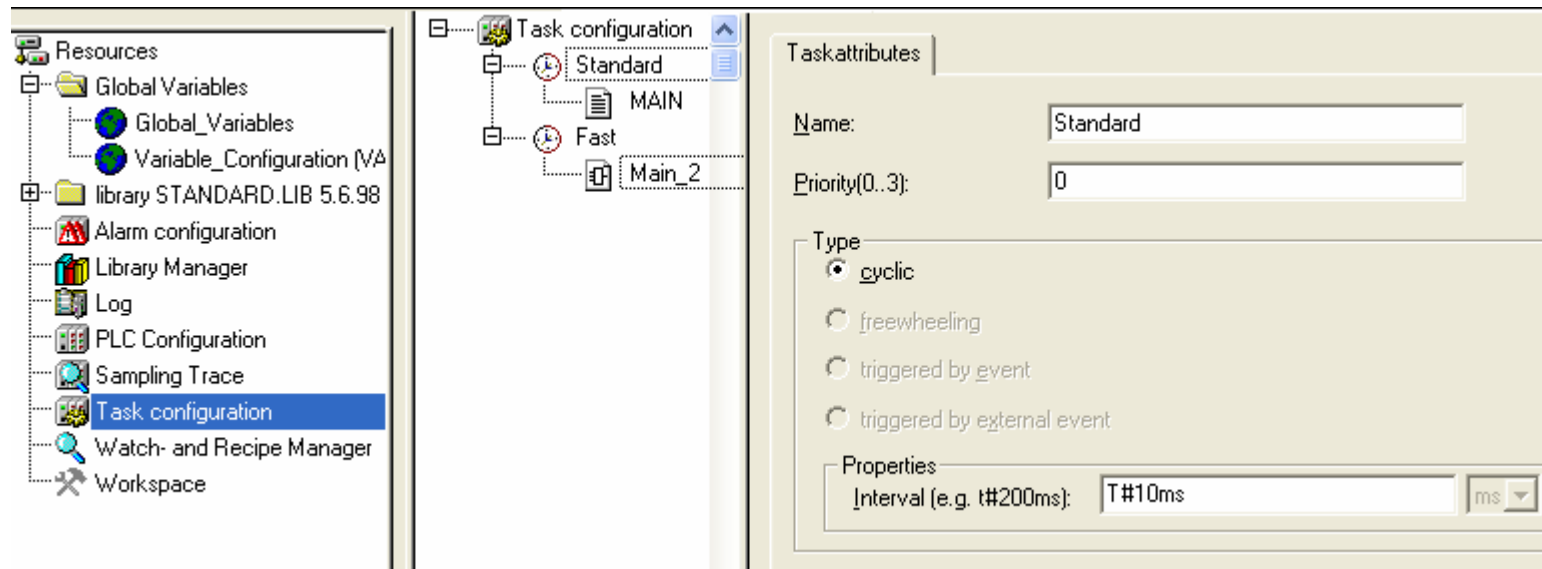 Resources
Global Variables
Global_Variables
Variable_Configuration (VA
library STANDARD.LIB 5.6.98
Alarm configuration
Library Manager
Log
PLC Configuration
Sampling Trace
Task configuration
Watch- and Recipe Manager
Workspace
Task configuration
Standard
MAIN
Fast
Main_2
Taskattributes
Name: Standard
Priority(0..3): 0
Type
cyclic
freewheeling
triggered by event
triggered by external event
Properties
Interval (e.g. t#200ms): T#10ms ms